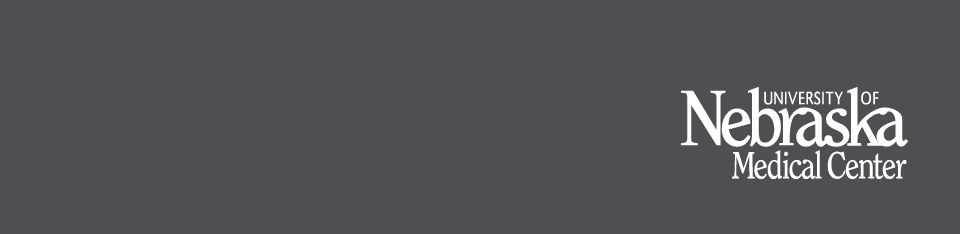 UNIVERSITY OF
Nebraska
Medical Center